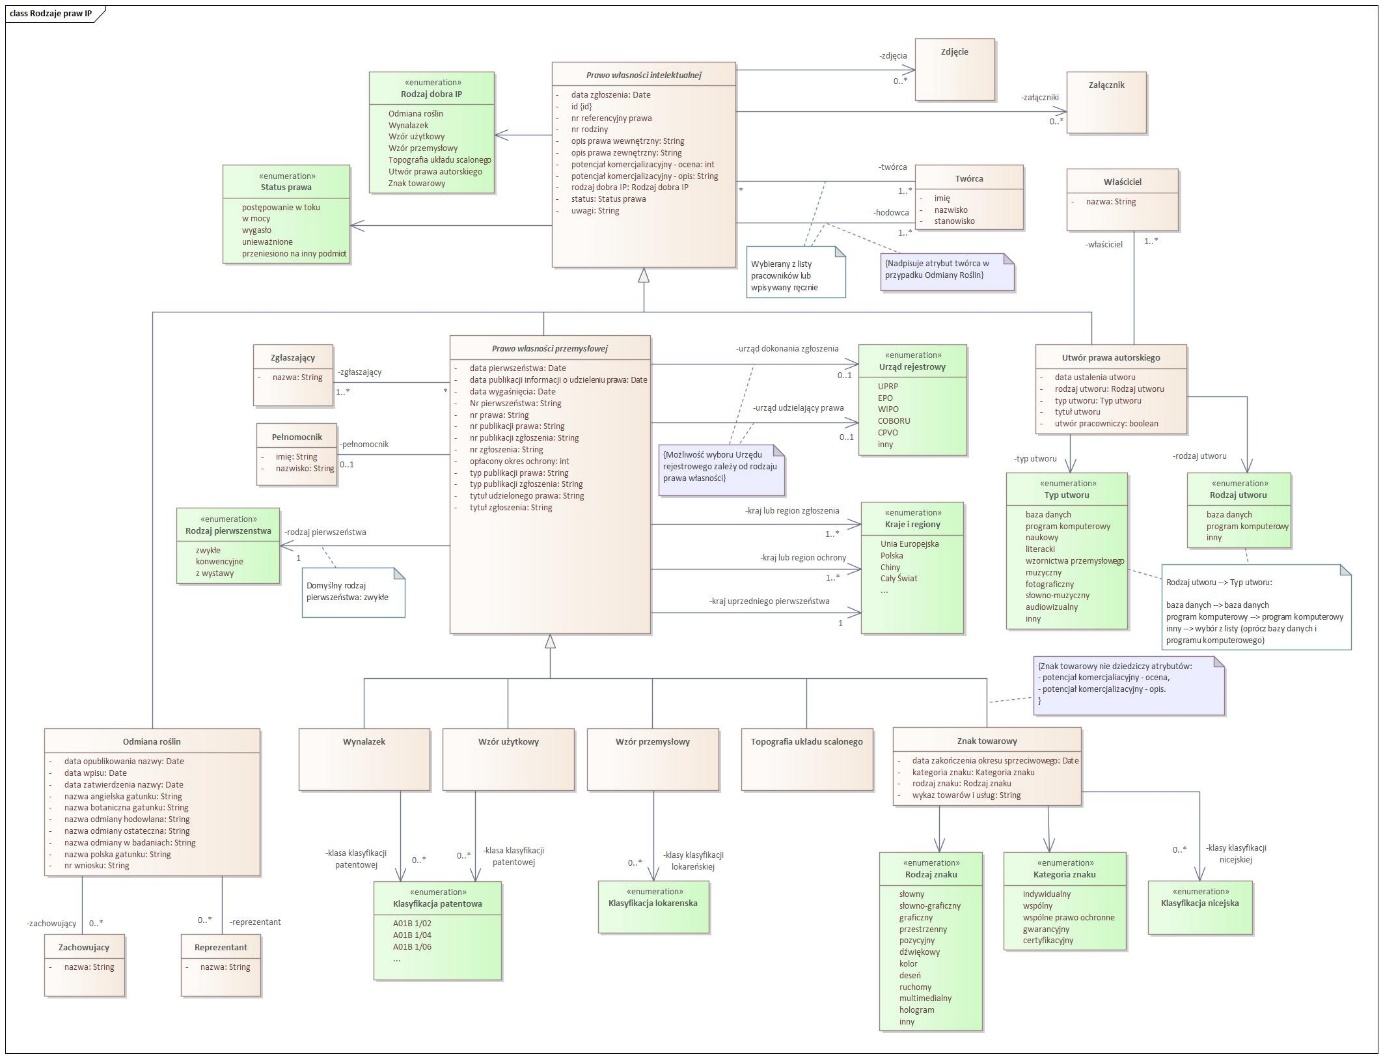 class Rodzaje praw IP
«enumeration»
Rodzaj dobra IP
Odmiana roślin
Wynalazek
Wzór użytkowy
Wzór przemysłowy
Topografia układu scalonego
Utwór prawa autorskiego
Znak towarowy
«enumeration»
Status prawa
postępowanie w toku
w mocy
wygasło
unieważnione
przeniesiono na inny podmiot
Prawo własności intelektualnej
- data zgłoszenia: Date
- id {id}
- nr referencyjny prawa
- nr rodziny
- opis prawa wewnętrzny: String
- opis prawa zewnętrzny: String
- potencjał komercjalizacyjny - ocena: int
- potencjał komercjalizacyjny - opis: String
- rodzaj dobra IP: Rodzaj dobra IP
- status: Status prawa
- uwagi: String
-zdjęcia
0..*
Zdjęcie
-załączniki
0..*
Załącznik
-twórca
*
1..*
-hodowca
1..*
Twórca
- imię
- nazwisko
- stanowisko
Właściciel
- nazwa: String
-właściciel
1..*
Wybierany z listy
pracowników lub
wpisywany ręcznie
{Nadpisuje atrybut twórca w
przypadku Odmiany Roślin}
Zgłaszający
- nazwa: String
-zgłaszający
1..*
*
Pełnomocnik
- imię: String
- nazwisko: String
-pełnomocnik
0..1
«enumeration»
Rodzaj pierwszenstwa
zwykłe
konwencyjne
z wystawy
-rodzaj pierwszeństwa
1
Domyślny rodzaj
pierwszeństwa: zwykłe
Prawo własności przemysłowej
- data pierwszeństwa: Date
- data publikacji informacji o udzieleniu prawa: Date
- data wygaśnięcia: Date
- Nr pierwszeństwa: String
- nr prawa: String
- nr publikacji prawa: String
- nr publikacji zgłoszenia: String
- nr zgłoszenia: String
- opłacony okres ochrony: int
- typ publikacji prawa: String
- typ publikacji zgłoszenia: String
- tytuł udzielonego prawa: String
- tytuł zgłoszenia: String
-urząd dokonania zgłoszenia
0..1
-urząd udzielający prawa
0..1
{Możliwość wyboru Urzędu
rejestrowego zależy od rodzaju
prawa własności}
«enumeration»
Urząd rejestrowy
UPRP
EPO
WIPO
COBORU
CPVO
inny
-kraj lub region zgłoszenia
1..*
-kraj lub region ochrony
1..*
-kraj uprzedniego pierwszeństwa
1
«enumeration»
Kraje i regiony
Unia Europejska
Polska
Chiny
Cały Świat
...
Utwór prawa autorskiego
- data ustalenia utworu
- rodzaj utworu: Rodzaj utworu
- typ utworu: Typ utworu
- tytuł utworu
- utwór pracowniczy: boolean
-typ utworu
-rodzaj utworu
«enumeration»
Typ utworu
baza danych
program komputerowy
naukowy
literacki
wzornictwa przemysłowego
muzyczny
fotograficzny
słowno-muzyczny
audiowizualny
inny
«enumeration»
Rodzaj utworu
baza danych
program komputerowy
inny
Rodzaj utworu --> Typ utworu:
baza danych --> baza danych
program komputerowy --> program komputerowy
inny --> wybór z listy (oprócz bazy danych i
programu komputerowego)
{Znak towarowy nie dziedziczy atrybutów:
- potencjał komercjaliacyjny - ocena,
- potencjał komercjalizacyjny - opis.
}
Odmiana roślin
- data opublikowania nazwy: Date
- data wpisu: Date
- data zatwierdzenia nazwy: Date
- nazwa angielska gatunku: String
- nazwa botaniczna gatunku: String
- nazwa odmiany hodowlana: String
- nazwa odmiany ostateczna: String
- nazwa odmiany w badaniach: String
- nazwa polska gatunku: String
- nr wniosku: String
-zachowujący
0..*
0..*
-reprezentant
Zachowujacy
- nazwa: String
Reprezentant
- nazwa: String
Wynalazek
Wzór użytkowy
Wzór przemysłowy
Topografia układu scalonego
-klasa klasyfikacji
patentowej
0..*
0..*
-klasa klasyfikacji
patentowej
«enumeration»
Klasyfikacja patentowa
A01B 1/02
A01B 1/04
A01B 1/06
...
0..*
-klasy klasyfikacji
lokareńskiej
«enumeration»
Klasyfikacja lokarenska
Znak towarowy
- data zakończenia okresu sprzeciwowego: Date
- kategoria znaku: Kategoria znaku
- rodzaj znaku: Rodzaj znaku
- wykaz towarów i usług: String
«enumeration»
Rodzaj znaku
słowny
słowno-graficzny
graficzny
przestrzenny
pozycyjny
dźwiękowy
kolor
deseń
ruchomy
multimedialny
hologram
inny
«enumeration»
Kategoria znaku
indywidualny
wspólny
wspólne prawo ochronne
gwarancyjny
certyfikacyjny
0..*
-klasy klasyfikacji
nicejskiej
«enumeration»
Klasyfikacja nicejska